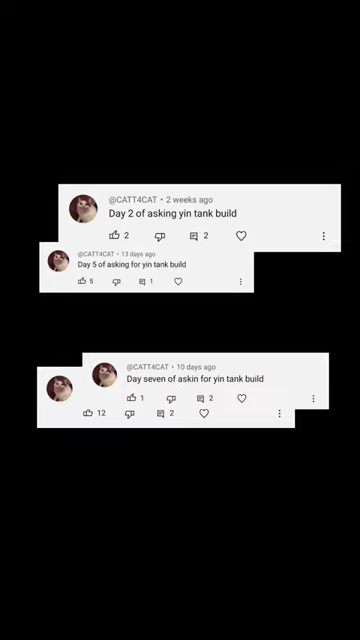 @CATT4CAT • 2 weeks ago
Day 2 of asking yin tank build
2 2
@CATT4CAT • 13 days ago
Day 5 of asking for yin tank build
5 1
@CATT4CAT • 10 days ago
Day seven of askin for yin tank build
1 2
12 2